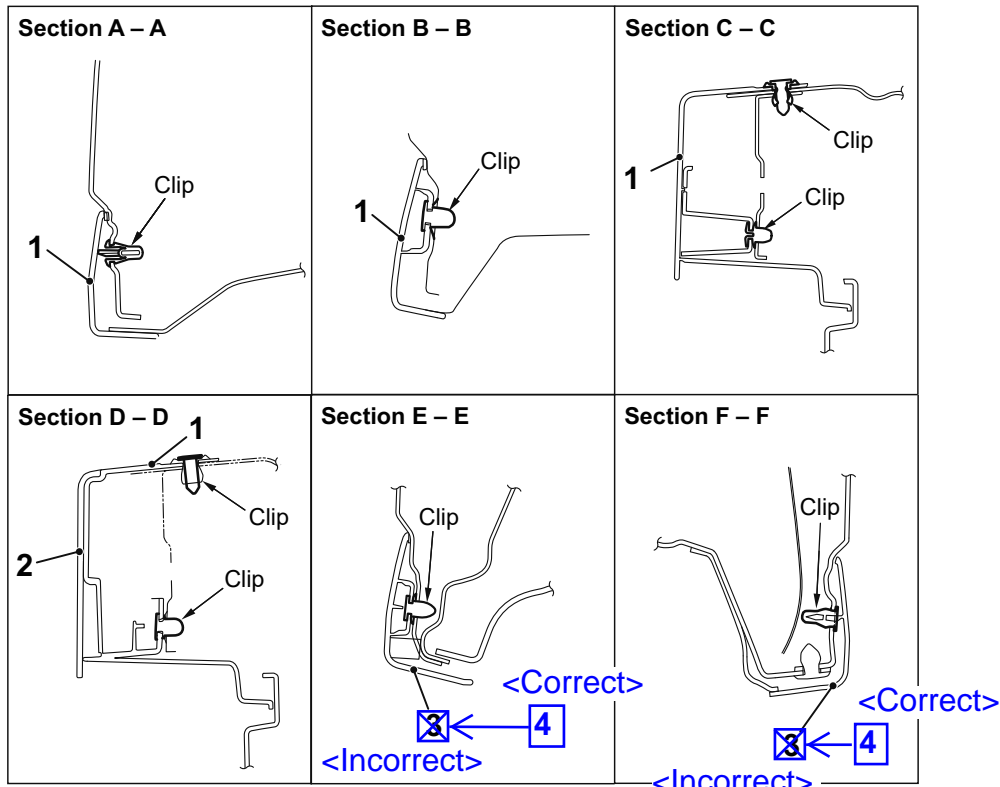 Section A – A
Clip
1
Section B – B
Clip
1
Section C – C
Clip
1
Clip
Section D – D
1
Clip
2
Clip
Section E – E
Clip
<Correct>
3 4
<Incorrect>
Section F – F
Clip
<Correct>
3 4
<Incorrect>